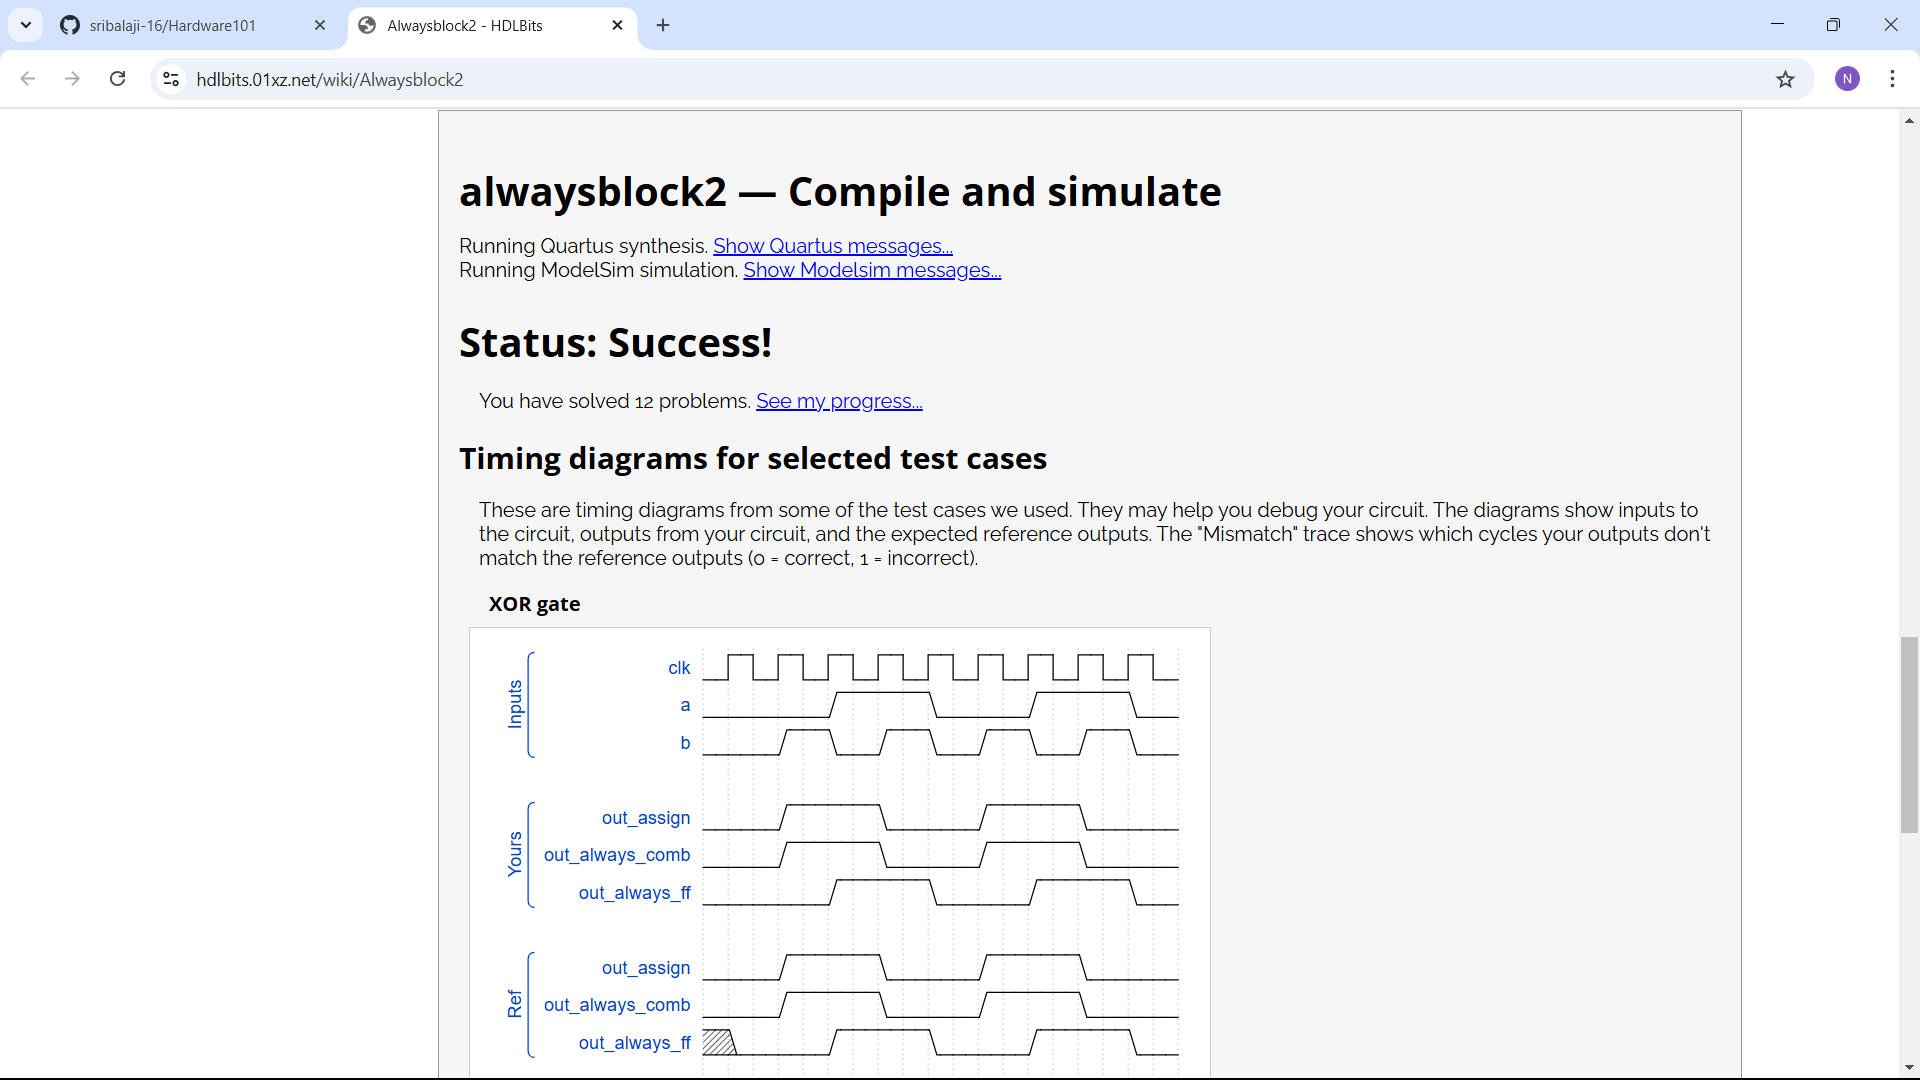 sribalaji-16/Hardware101
Alwaysblock2 - HDLBits
hdlbits.01xz.net/wiki/Alwaysblock2
N
alwaysblock2 — Compile and simulate
Running Quartus synthesis. Show Quartus messages...
Running ModelSim simulation. Show Modelsim messages...
Status: Success!
You have solved 12 problems. See my progress...
Timing diagrams for selected test cases
These are timing diagrams from some of the test cases we used. They may help you debug your circuit. The diagrams show inputs to
the circuit, outputs from your circuit, and the expected reference outputs. The "Mismatch" trace shows which cycles your outputs don't
match the reference outputs (0 = correct, 1 = incorrect).
XOR gate
Inputs
clk
a
b
Yours
out_assign
out_always_comb
out_always_ff
Ref
out_assign
out_always_comb
out_always_ff